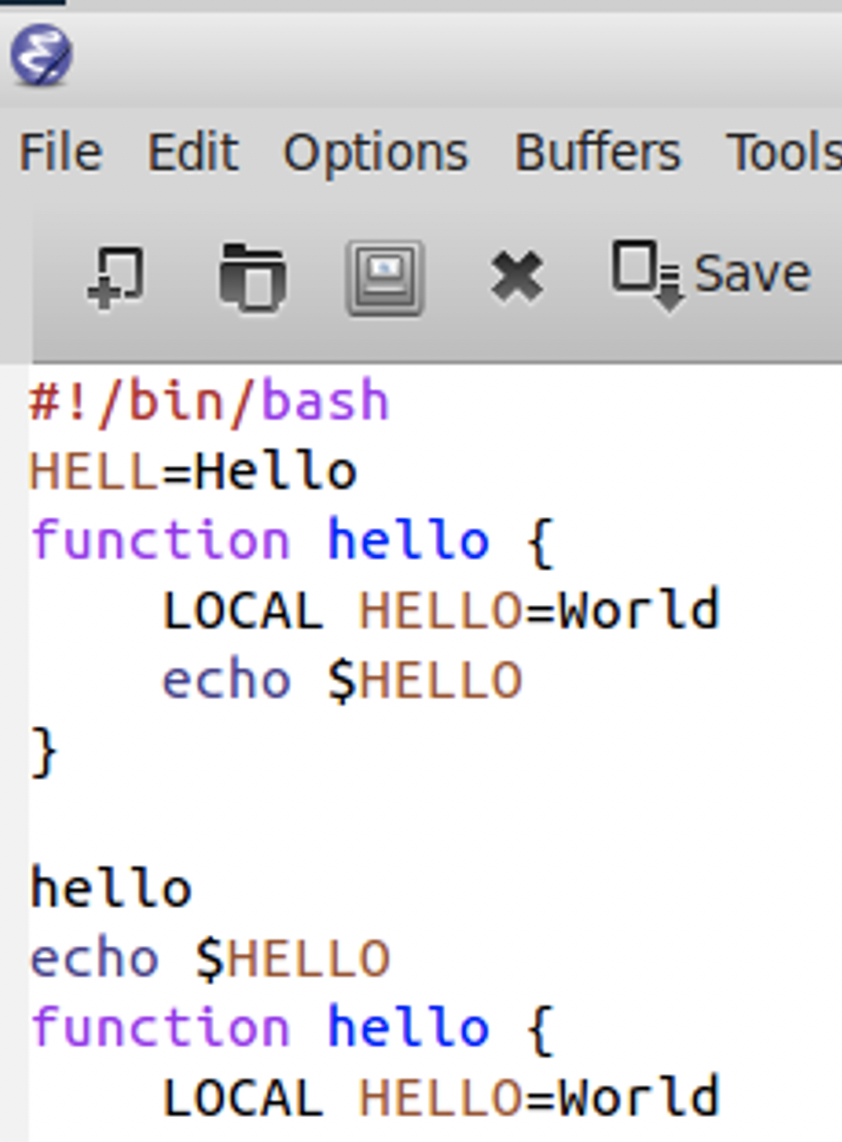 File Edit Options Buffers Tools
Save
#!/bin/bash
HELL=Hello
function hello {
    LOCAL HELLO=World
    echo $HELLO
}

hello
echo $HELLO
function hello {
    LOCAL HELLO=World